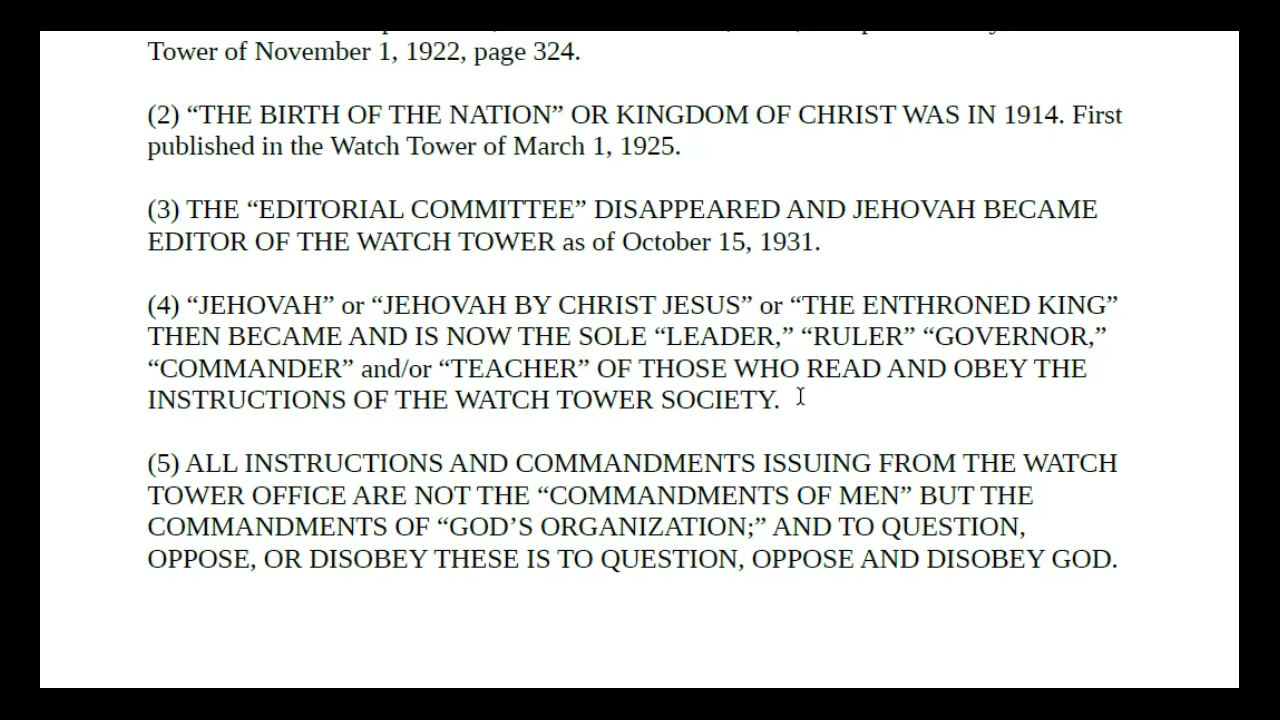 Tower of November 1, 1922, page 324.
(2) “THE BIRTH OF THE NATION” OR KINGDOM OF CHRIST WAS IN 1914. First
published in the Watch Tower of March 1, 1925.
(3) THE “EDITORIAL COMMITTEE” DISAPPEARED AND JEHOVAH BECAME
EDITOR OF THE WATCH TOWER as of October 15, 1931.
(4) “JEHOVAH” or “JEHOVAH BY CHRIST JESUS” or “THE ENTHRONED KING”
THEN BECAME AND IS NOW THE SOLE “LEADER,” “RULER” “GOVERNOR,”
“COMMANDER” and/or “TEACHER” OF THOSE WHO READ AND OBEY THE
INSTRUCTIONS OF THE WATCH TOWER SOCIETY.
(5) ALL INSTRUCTIONS AND COMMANDMENTS ISSUING FROM THE WATCH
TOWER OFFICE ARE NOT THE “COMMANDMENTS OF MEN” BUT THE
COMMANDMENTS OF “GOD’S ORGANIZATION;” AND TO QUESTION,
OPPOSE, OR DISOBEY THESE IS TO QUESTION, OPPOSE AND DISOBEY GOD.